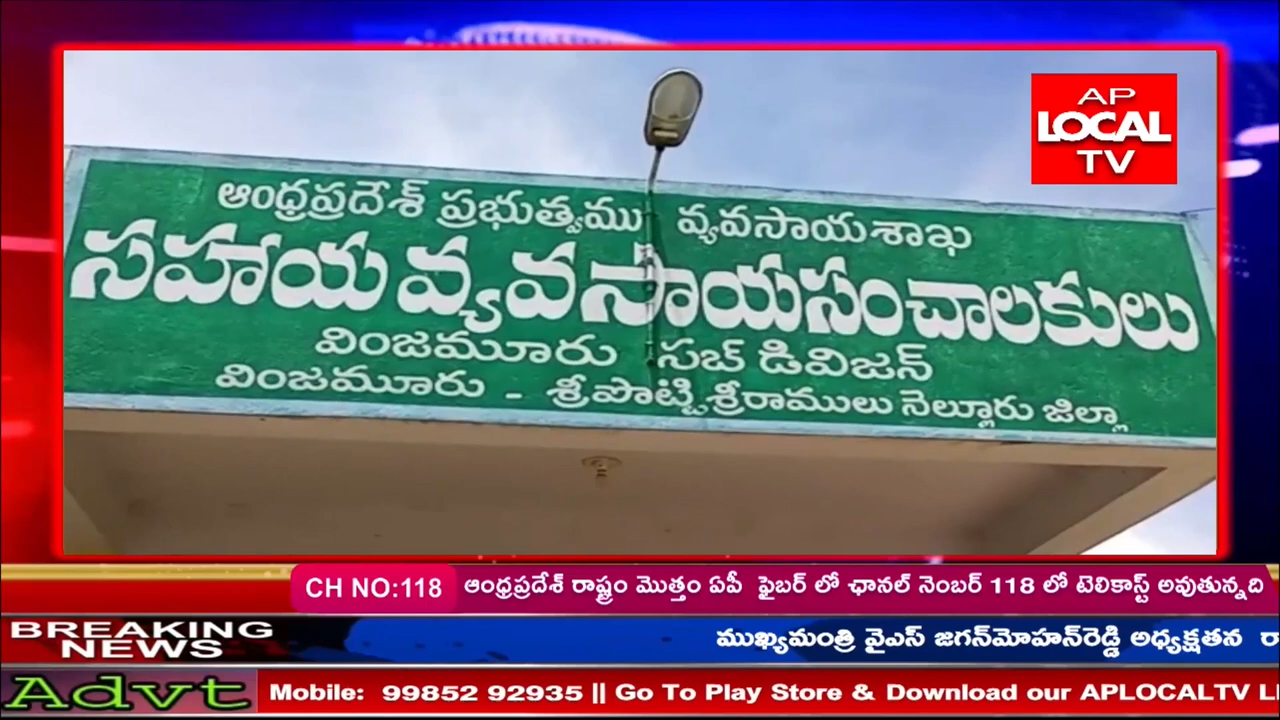 AP
LOCAL
TV
ఆంధ్రప్రదేశ్ ప్రభుత్వము వ్యవసాయశాఖ
సహాయ వ్యవసాయసంచాలకులు
వింజమూరు సబ్ డివిజన్
వింజమూరు - శ్రీపొట్టిశ్రీరాములు నెల్లూరు జిల్లా
CH NO:118 ఆంధ్రప్రదేశ్ రాష్ట్రం మొత్తం ఏపీ ఫైబర్ లో ఛానల్ నెంబర్ 118 లో టెలికాస్ట్ అవుతున్నది
BREAKING
NEWS
ముఖ్యమంత్రి వైఎస్ జగన్‌మోహన్‌రెడ్డి అధ్యక్షతన
Advt Mobile: 99852 92935 || Go To Play Store & Download our APLOCALTV